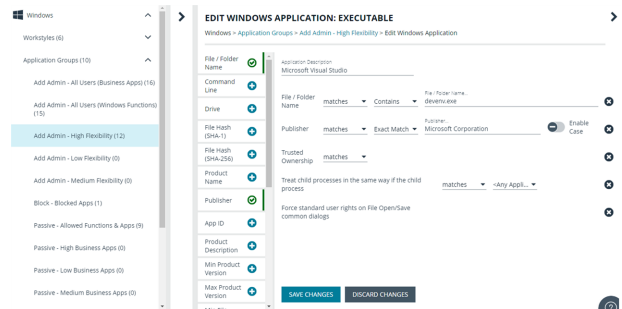 Windows
Workstyles (6)
Application Groups (10)
Add Admin - All Users (Business Apps) (16)
Add Admin - All Users (Windows Functions)
(15)
Add Admin - High Flexibility (12)
Add Admin - Low Flexibility (0)
Add Admin - Medium Flexibility (0)
Block - Blocked Apps (1)
Passive - Allowed Functions & Apps (9)
Passive - High Business Apps (0)
Passive - Low Business Apps (0)
Passive - Medium Business Apps (0)
EDIT WINDOWS APPLICATION: EXECUTABLE
Windows > Application Groups > Add Admin - High Flexibility > Edit Windows Application
File / Folder
Name
Command
Line
Drive
File Hash
(SHA-1)
File Hash
(SHA-256)
Product
Name
Publisher
App ID
Product
Description
Min Product
Version
Max Product
Version
Application Description
Microsoft Visual Studio
File / Folder
Name
matches
Contains
File / Folder Name...
devenv.exe
Publisher
matches
Exact Match
Publisher...
Microsoft Corporation
Enable
Case
Trusted
Ownership
matches
Treat child processes in the same way if the child
process
matches
<Any Appli...
Force standard user rights on File Open/Save
common dialogs
SAVE CHANGES
DISCARD CHANGES